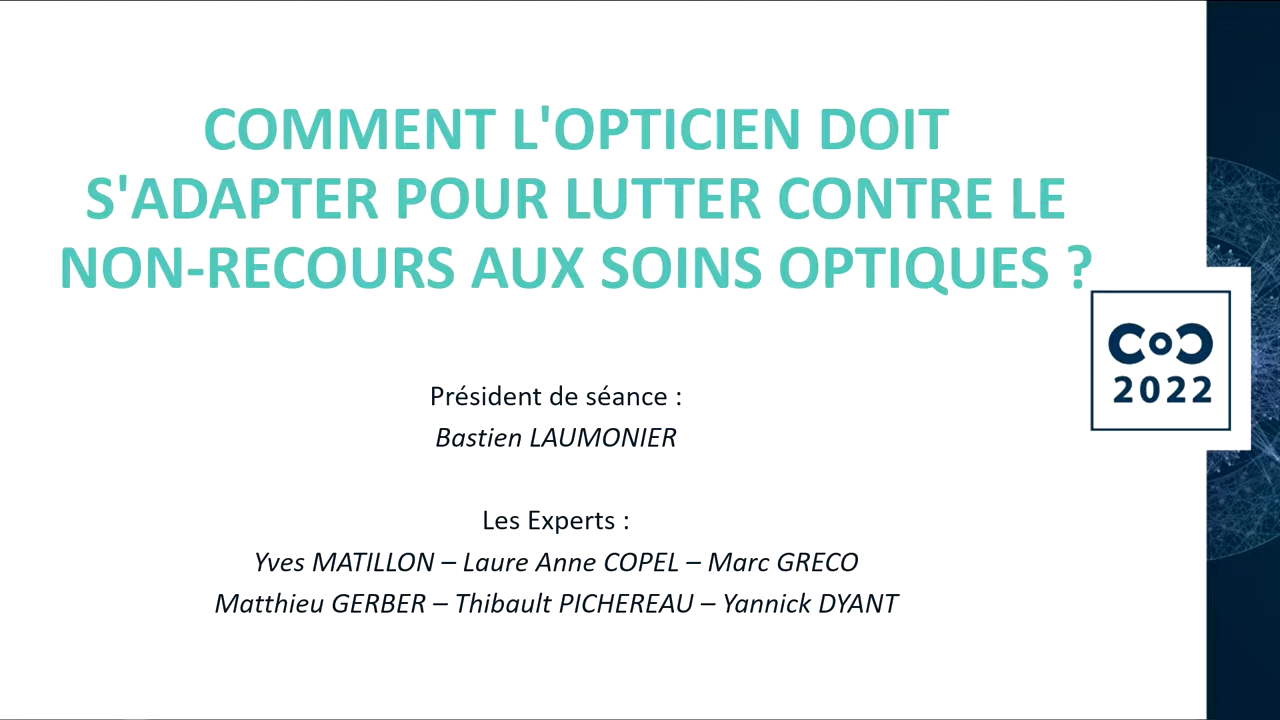 COMMENT L'OPTICIEN DOIT
S'ADAPTER POUR LUTTER CONTRE LE
NON-RECOURS AUX SOINS OPTIQUES ?
COC
2022
Président de séance :
Bastien LAUMONIER
Les Experts :
Yves MATILLON – Laure Anne COPEL – Marc GRECO
Matthieu GERBER – Thibault PICHEREAU – Yannick DYANT